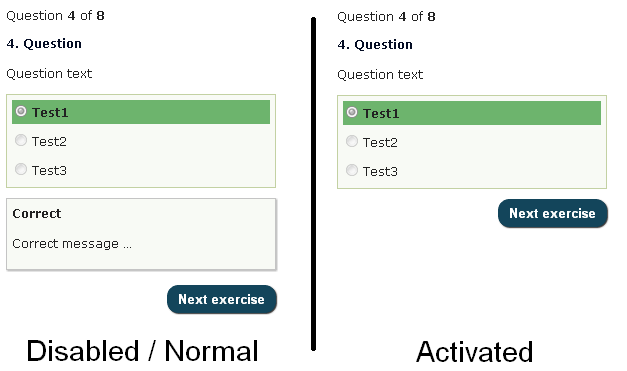 Question 4 of 8
4. Question
Question text
Test1
Test2
Test3
Correct
Correct message ...
Next exercise
Disabled / Normal
Question 4 of 8
4. Question
Question text
Test1
Test2
Test3
Next exercise
Activated